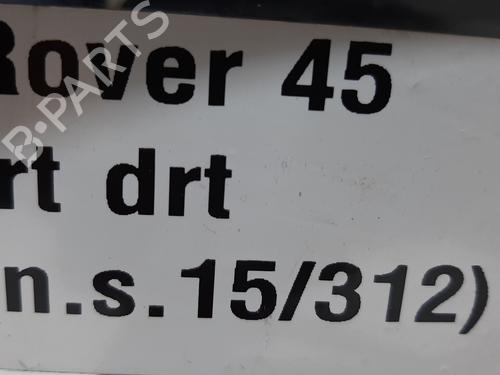 Rover 45
rt drt
n.s.15/312)
B-PARTS